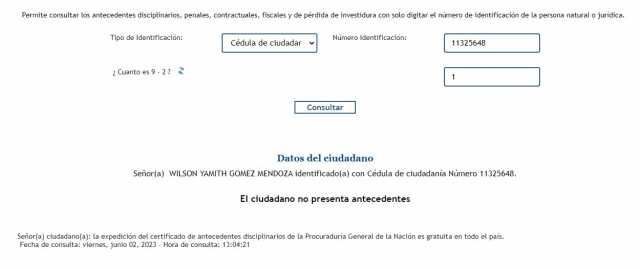 Permite consultar los antecedentes disciplinarios, penales, contractuales, fiscales y de pérdida de investidura con solo digitar el número de identificación de la persona natural o jurídica.
Tipo de Identificación: Cédula de ciudadar Número Identificación: 11325648
¿ Cuanto es 9 - 2 ? 1
Consultar
Datos del ciudadano
Señor(a) WILSON YAMITH GOMEZ MENDOZA identificado(a) con Cédula de ciudadanía Número 11325648.
El ciudadano no presenta antecedentes
Señor(a) ciudadano(a): la expedición del certificado de antecedentes disciplinarios de la Procuraduría General de la Nación es gratuita en todo el país.
Fecha de consulta: viernes, junio 02, 2023 - Hora de consulta: 13:04:21